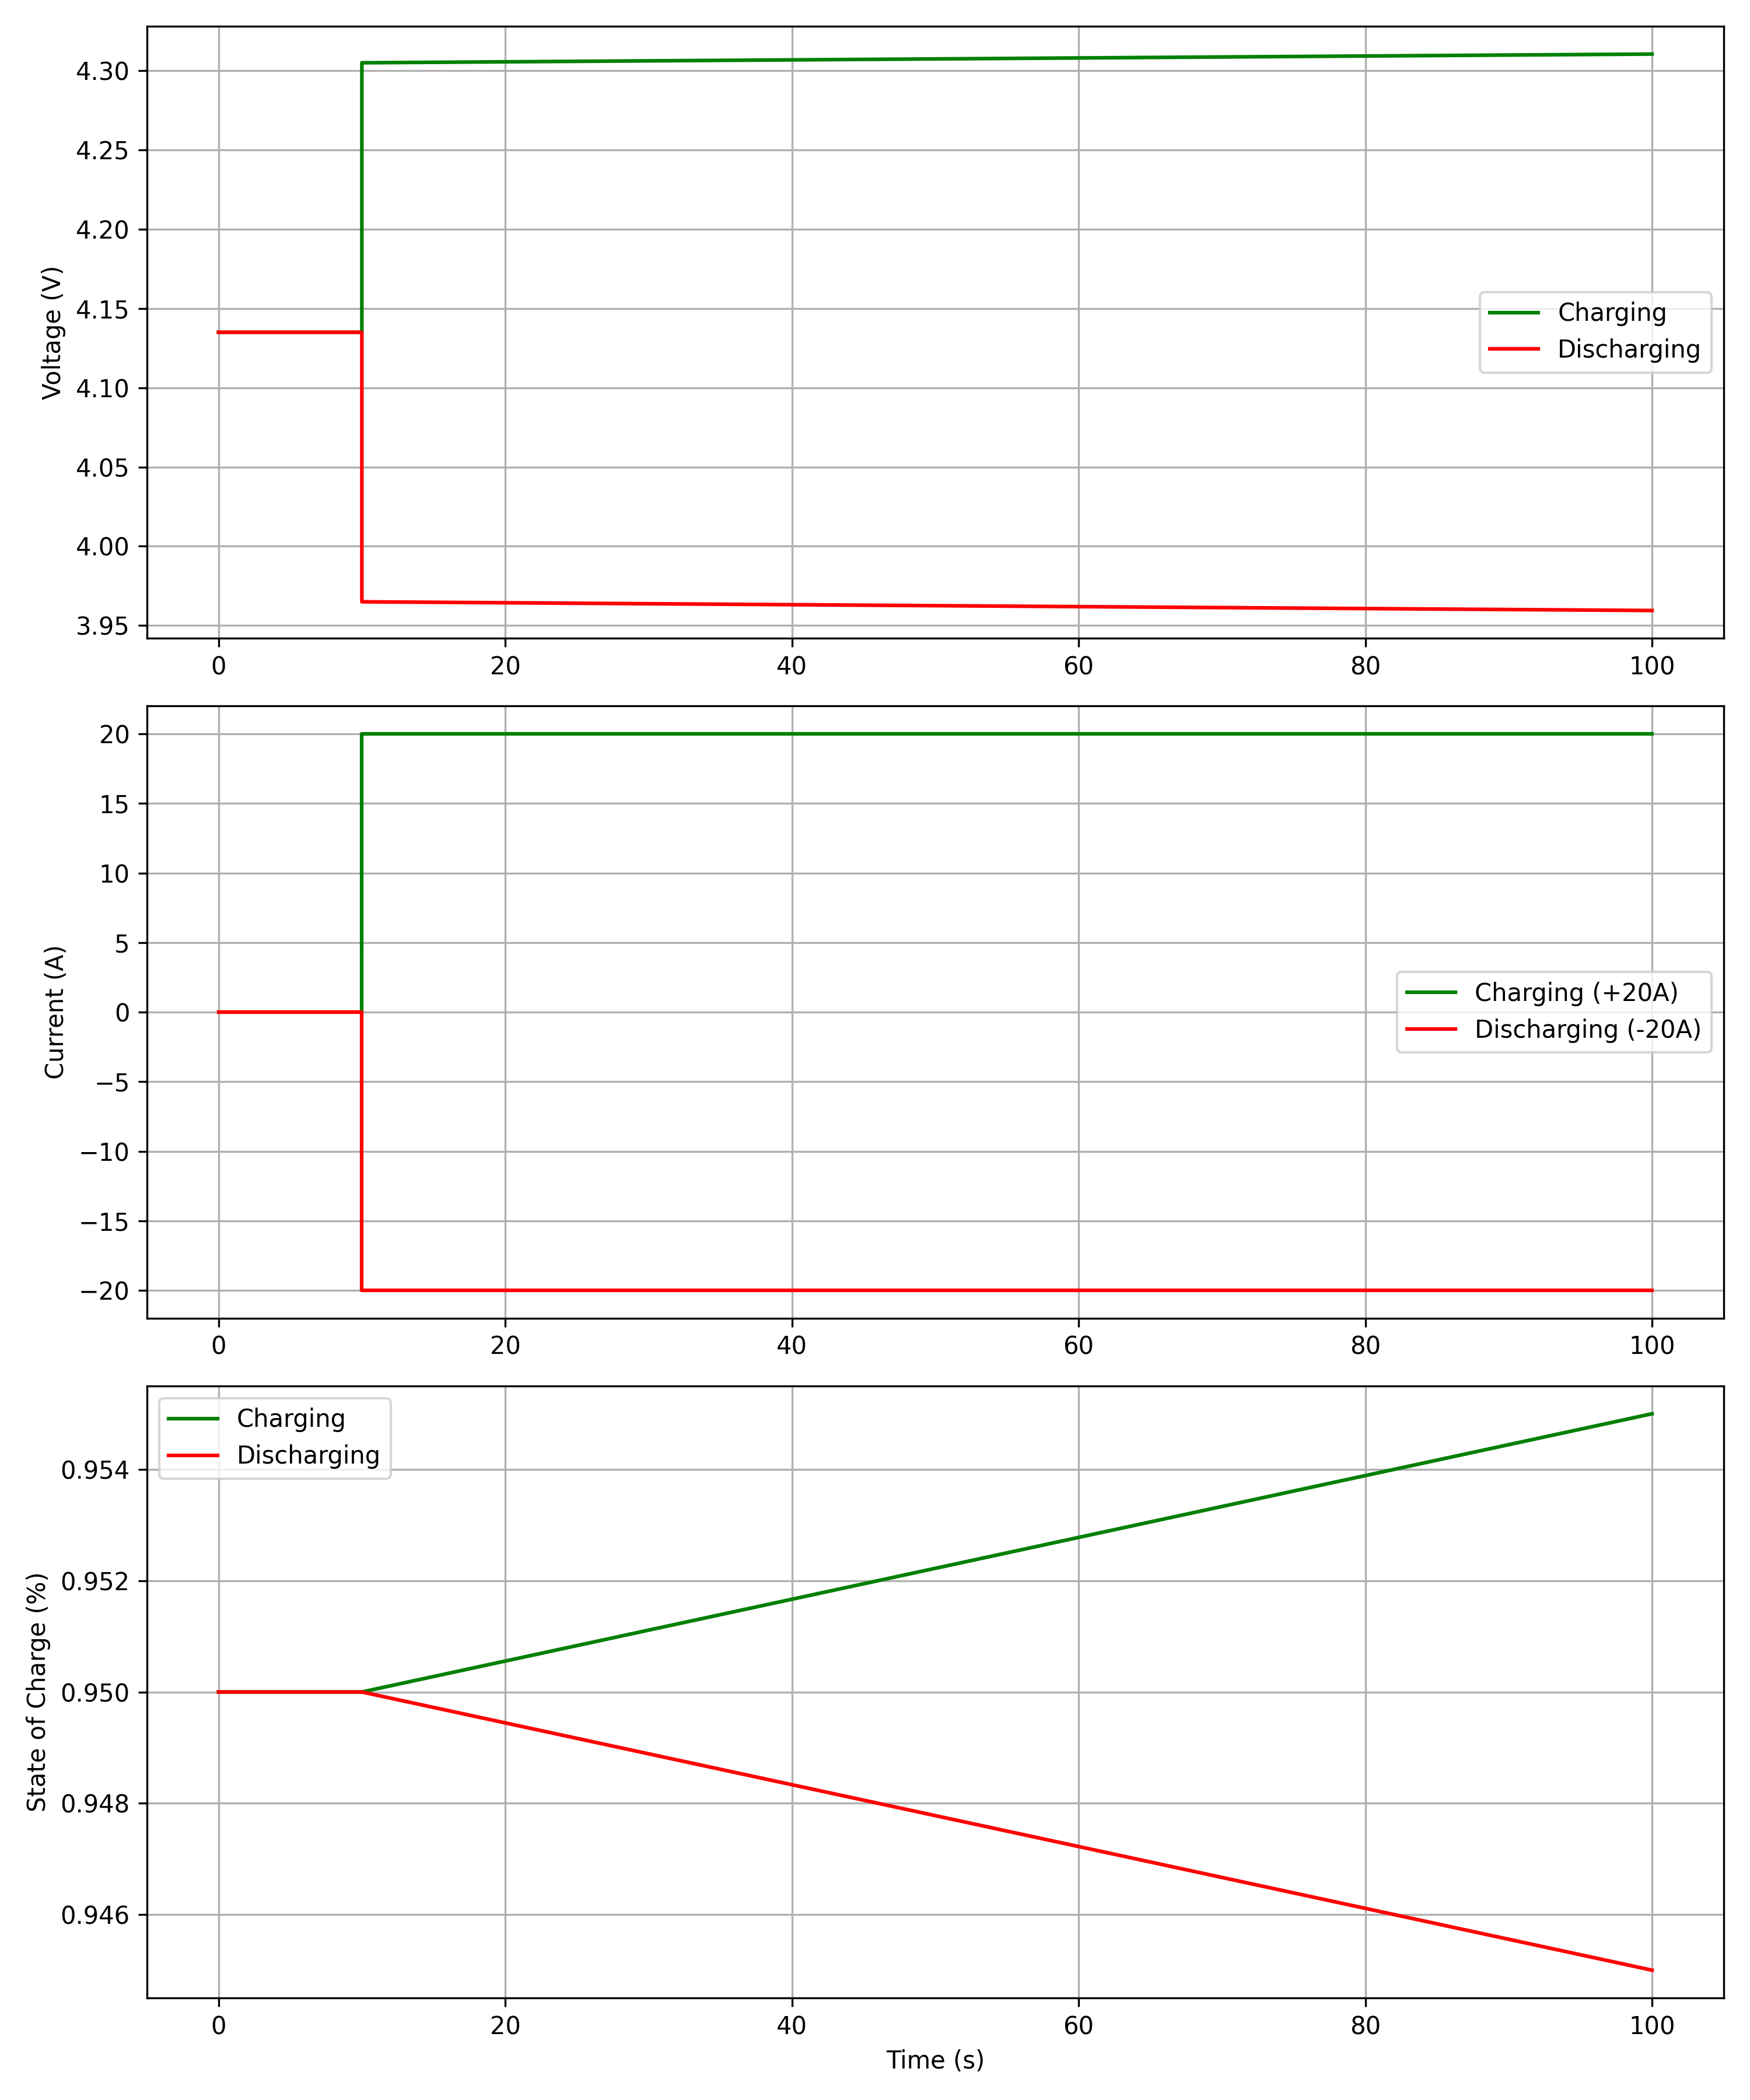 4.30
4.25
4.20
4.15
4.10
4.05
4.00
3.95
Voltage (V)
Charging
Discharging
0 20 40 60 80 100
20
15
10
5
0
−5
−10
−15
−20
Current (A)
Charging (+20A)
Discharging (-20A)
0 20 40 60 80 100
Charging
Discharging
0.954
0.952
0.950
0.948
0.946
State of Charge (%)
0 20 40 60 80 100
Time (s)